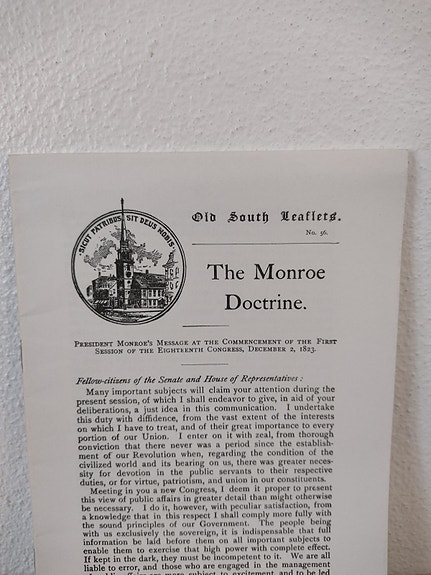 SICUT PATRIBUS, SIT DEUS NOBIS
Old South Leaflets.
No. 56.
The Monroe
Doctrine.
President Monroe's Message at the Commencement of the First
Session of the Eighteenth Congress, December 2, 1823.
Fellow-citizens of the Senate and House of Representatives:
Many important subjects will claim your attention during the
present session, of which I shall endeavor to give, in aid of your
deliberations, a just idea in this communication. I undertake
this duty with diffidence, from the vast extent of the interests
on which I have to treat, and of their great importance to every
portion of our Union. I enter on it with zeal, from thorough
conviction that there never was a period since the establish-
ment of our Revolution when, regarding the condition of the
civilized world and its bearing on us, there was greater neces-
sity for devotion in the public servants to their respective
duties, or for virtue, patriotism, and union in our constituents.
Meeting in you a new Congress, I deem it proper to present
this view of public affairs in greater detail than might otherwise
be necessary. I do it, however, with peculiar satisfaction, from
a knowledge that in this respect I shall comply more fully with
the sound principles of our Government. The people being
with us exclusively the sovereign, it is indispensable that full
information be laid before them on all important subjects to
enable them to exercise that high power with complete effect.
If kept in the dark, they must be incompetent to it. We are all
liable to error, and those who are engaged in the management
of public affairs are more subject to excitement and to be led